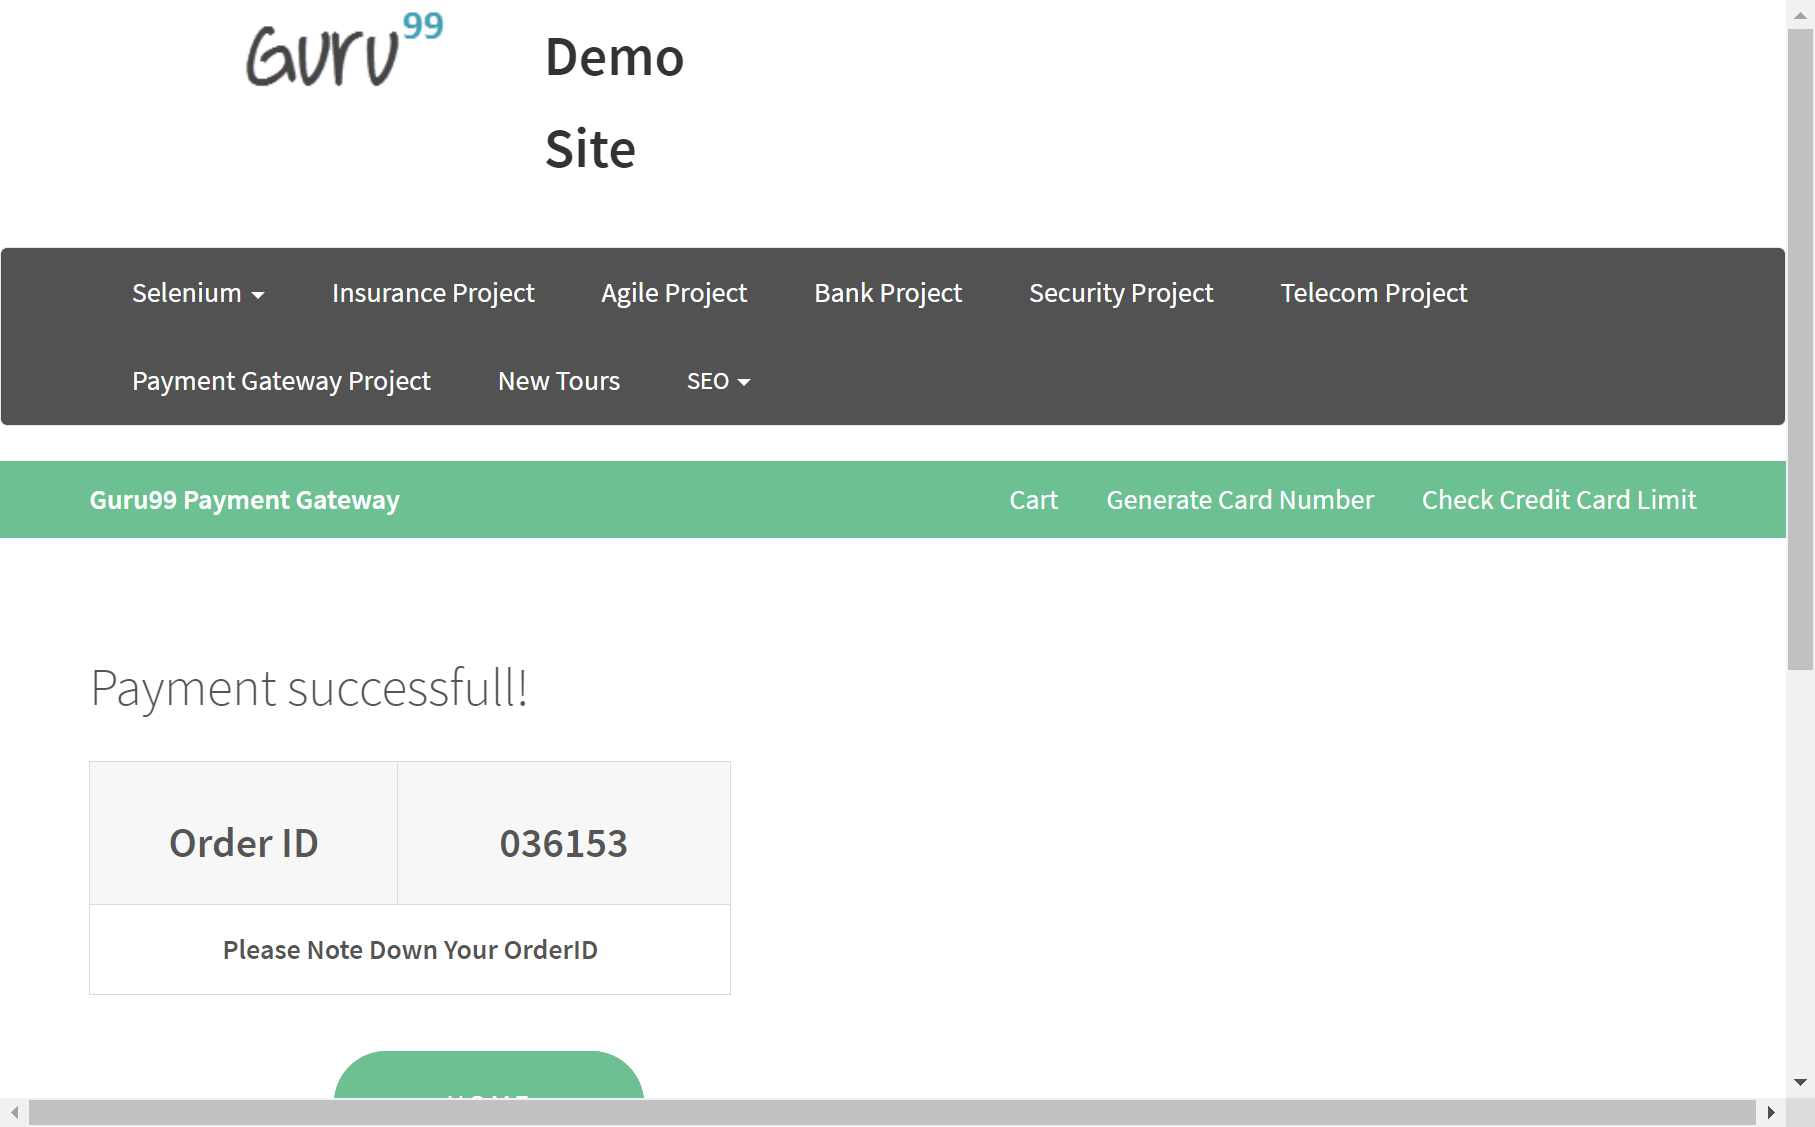 Guru99
Demo
Site
Selenium
Insurance Project
Agile Project
Bank Project
Security Project
Telecom Project
Payment Gateway Project
New Tours
SEO
Guru99 Payment Gateway
Cart
Generate Card Number
Check Credit Card Limit
Payment successfull!
Order ID
036153
Please Note Down Your OrderID
HOME